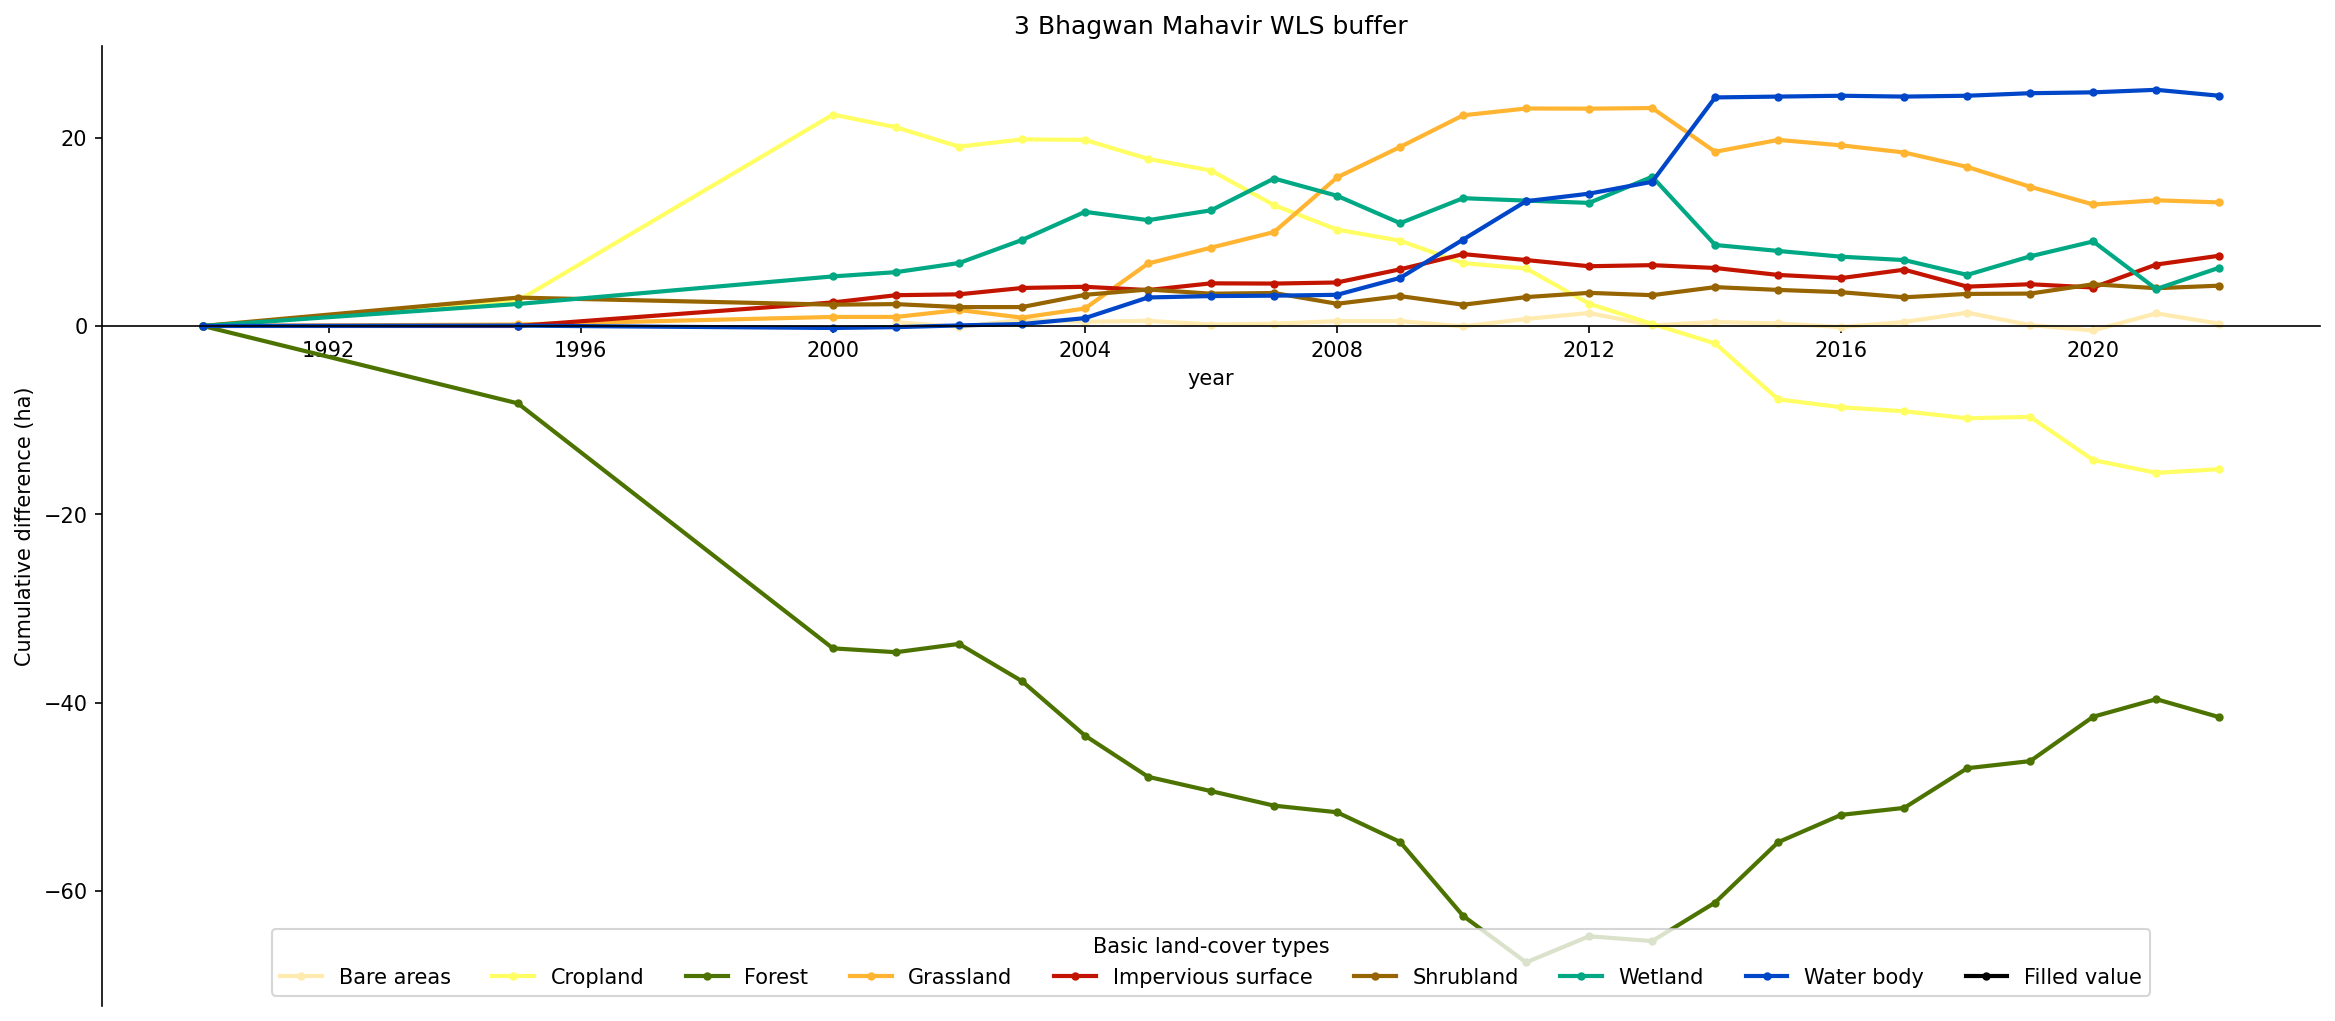 3 Bhagwan Mahavir WLS buffer
Cumulative difference (ha)
20
0
−20
−40
−60
1992 1996 2000 2004 2008 2012 2016 2020
year
Basic land-cover types
Bare areas Cropland Forest Grassland Impervious surface Shrubland Wetland Water body Filled value